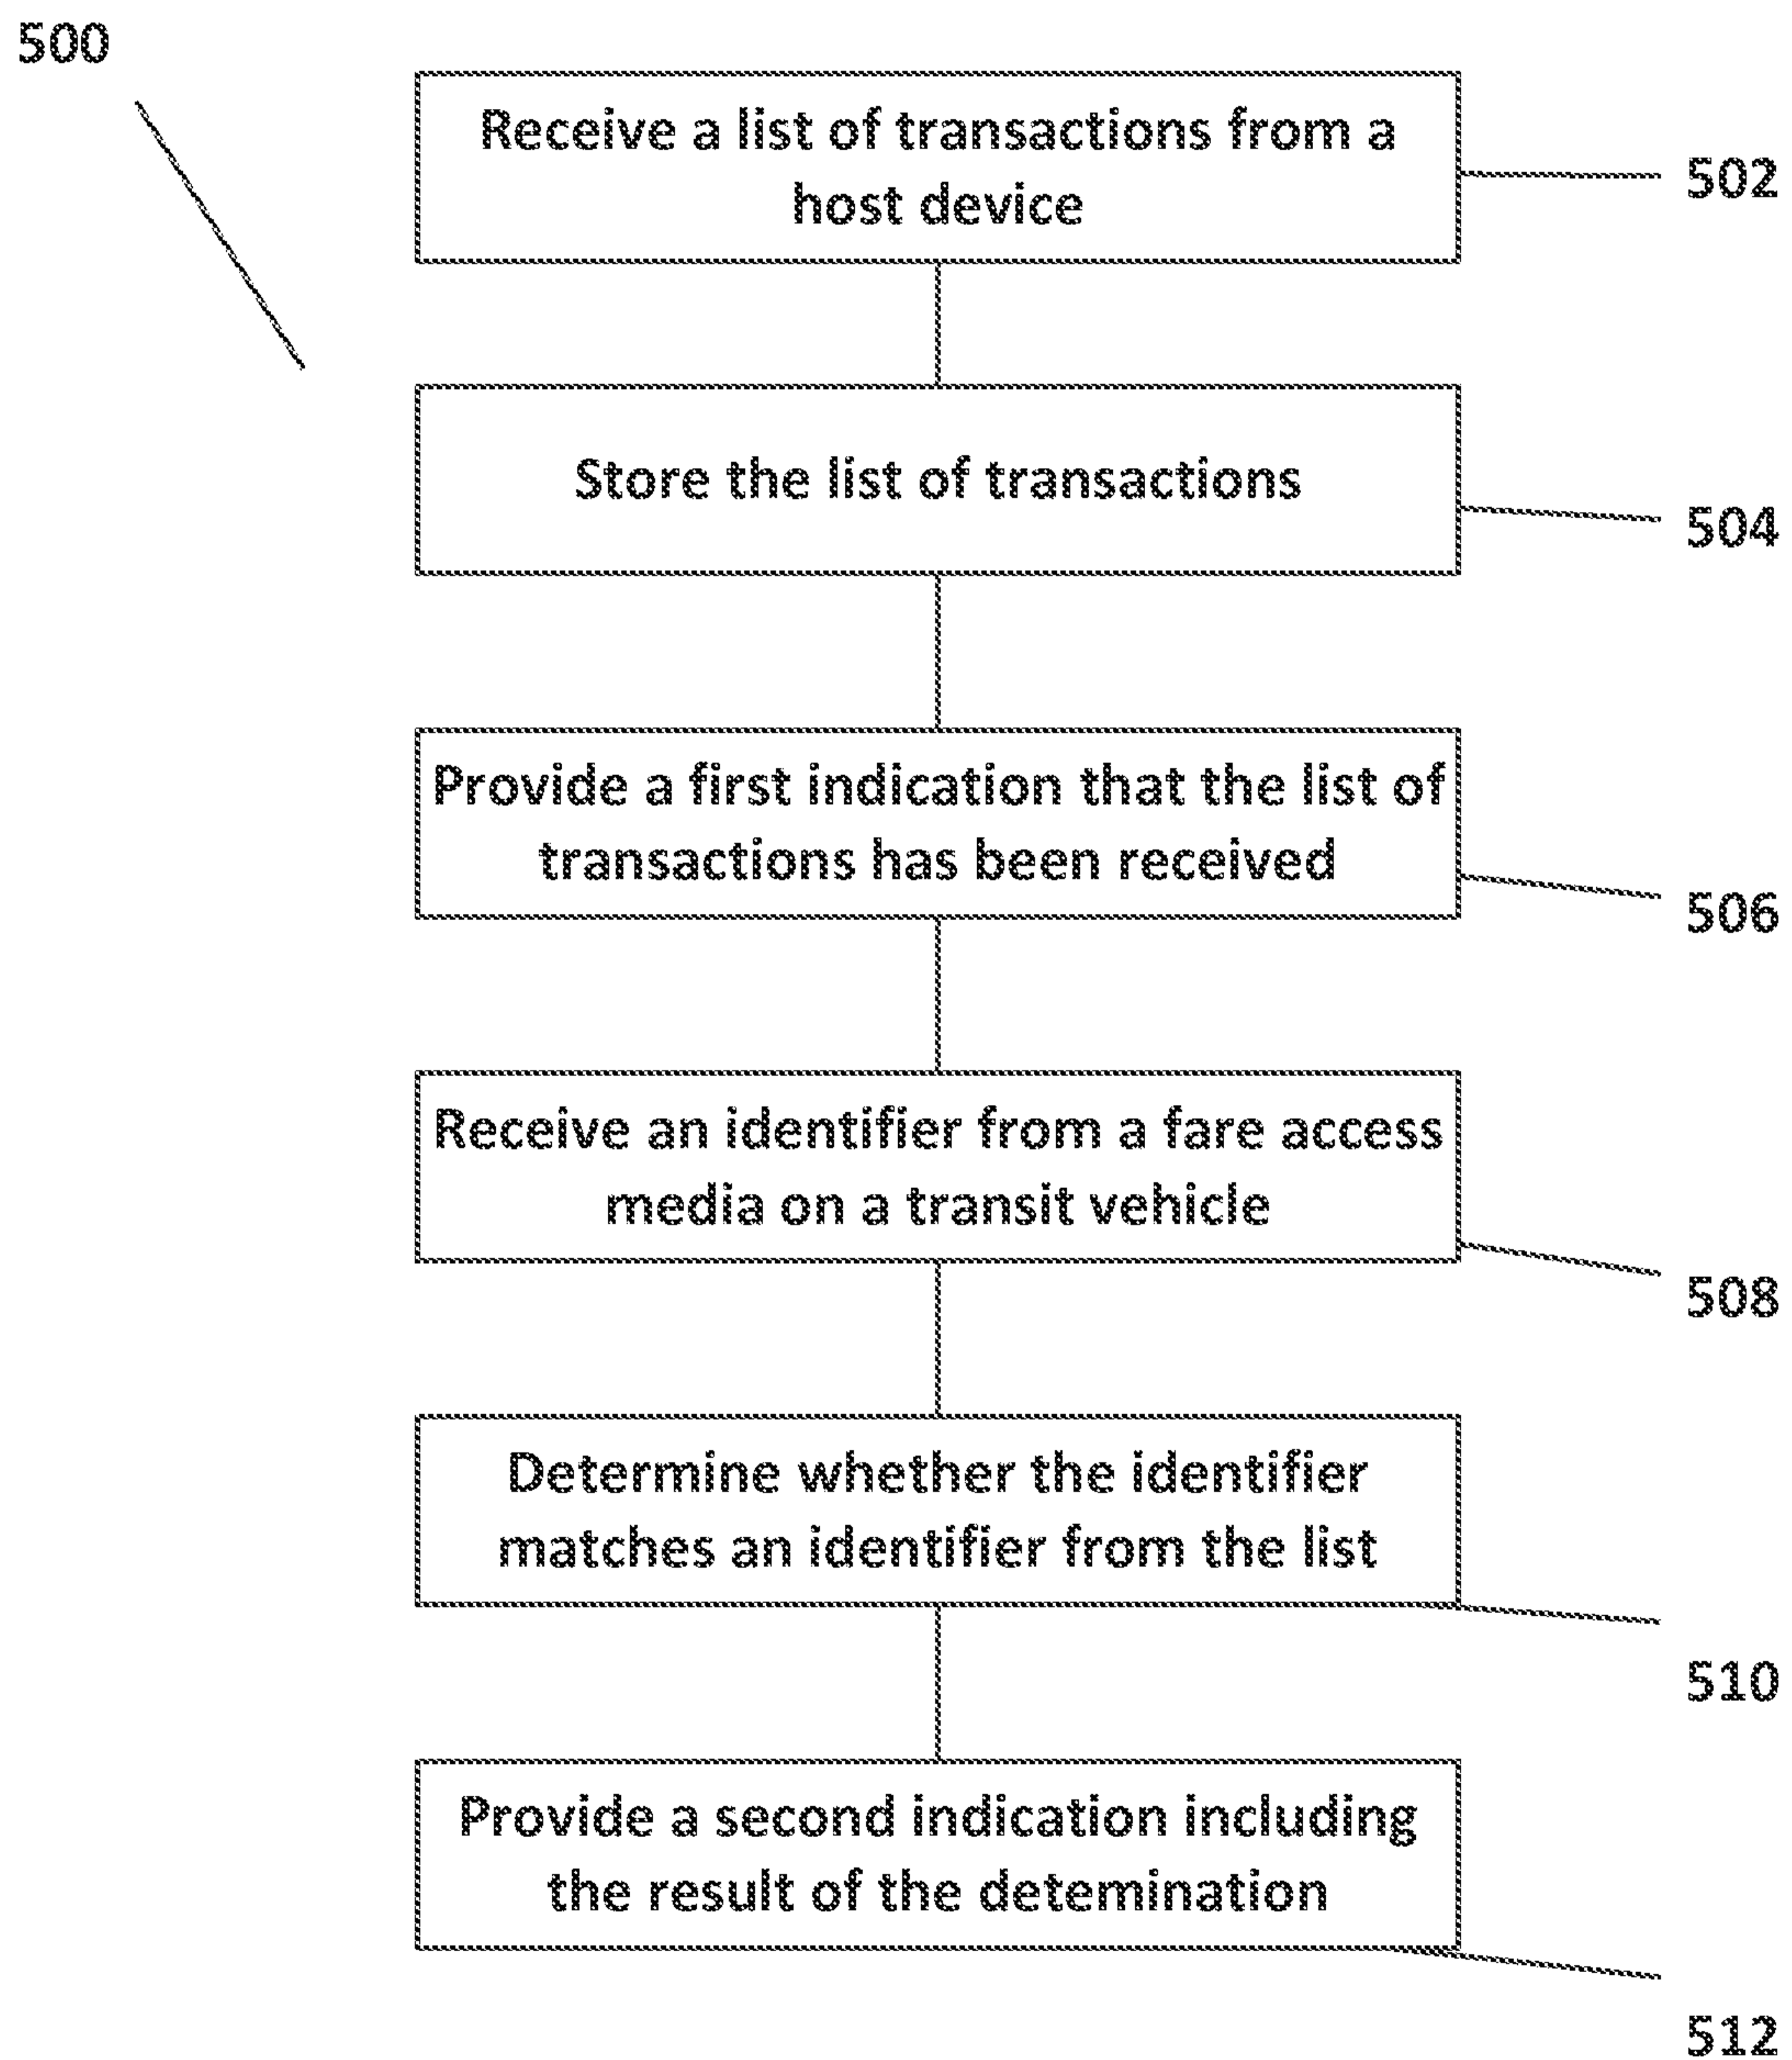 500
Receive a list of transactions from a
host device
502
Store the list of transactions
504
Provide a first indication that the list of
transactions has been received
506
Receive an identifier from a fare access
media on a transit vehicle
508
Determine whether the identifier
matches an identifier from the list
510
Provide a second indication including
the result of the detemination
512